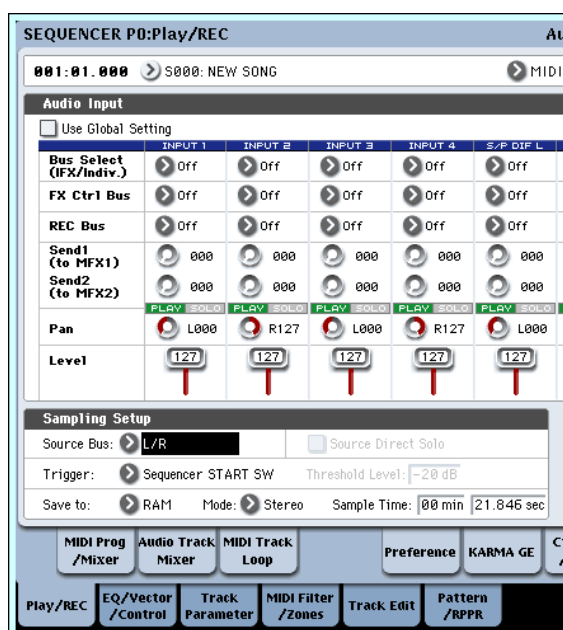 SEQUENCER P0:Play/REC Au
001:01.000 S000: NEW SONG MIDI
Audio Input
Use Global Setting
INPUT 1 INPUT 2 INPUT 3 INPUT 4 S/P DIF L
Bus Select (IFX/Indiv.) Off Off Off Off Off
FX Ctrl Bus Off Off Off Off Off
REC Bus Off Off Off Off Off
Send1 (to MFX1) 000 000 000 000 000
Send2 (to MFX2) 000 000 000 000 000
PLAY SOLO PLAY SOLO PLAY SOLO PLAY SOLO PLAY SOLO
Pan L000 R127 L000 R127 L000
Level 127 127 127 127 127
Sampling Setup
Source Bus: L/R Source Direct Solo
Trigger: Sequencer START SW Threshold Level: -20 dB
Save to: RAM Mode: Stereo Sample Time: 00 min 21.846 sec
MIDI Prog /Mixer Audio Track Mixer MIDI Track Loop Preference KARMA GE
Play/REC EQ/Vector /Control Track Parameter MIDI Filter /Zones Track Edit Pattern /RPPR